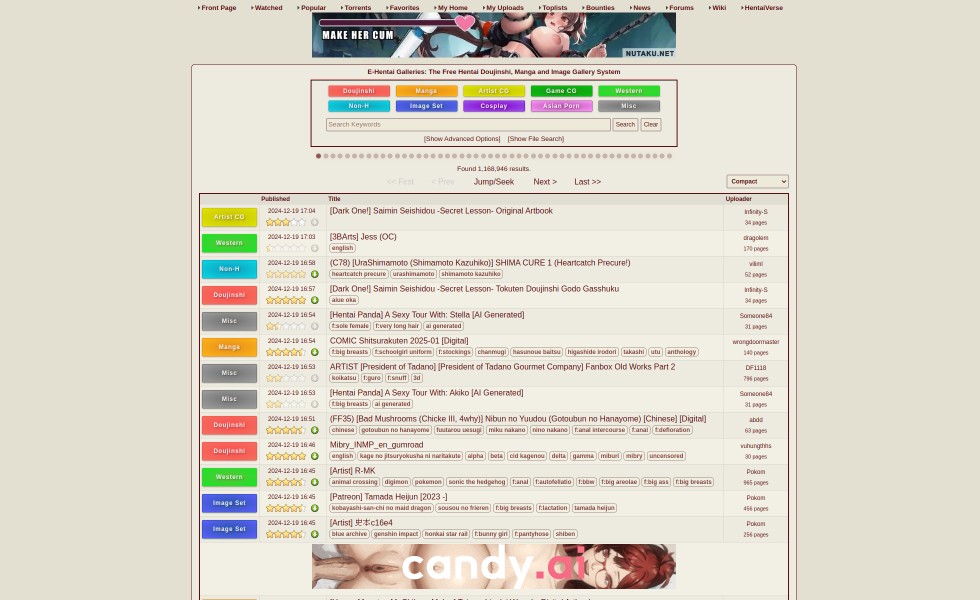 Front Page Watched Popular Torrents Favorites My Home My Uploads Toplists Bounties News Forums Wiki HentaiVerse
MAKE HER CUM
NUTAKU.NET
E-Hentai Galleries: The Free Hentai Doujinshi, Manga and Image Gallery System
Doujinshi Manga Artist CG Game CG Western
Non-H Image Set Cosplay Asian Porn Misc
Search Keywords Search Clear
[Show Advanced Options] [Show File Search]
Found 1,168,946 results.
<< First < Prev Jump/Seek Next > Last >> Compact
Published Title Uploader
Artist CG 2024-12-19 17:04 [Dark One!] Saimin Seishidou -Secret Lesson- Original Artbook Infinity-S
34 pages
Western 2024-12-19 17:03 [3BArts] Jess (OC) dragolem
english 170 pages
Non-H 2024-12-19 16:58 (C78) [UraShimamoto (Shimamoto Kazuhiko)] SHIMA CURE 1 (Heartcatch Precure!) vilimi
heartcatch precure urashimamoto shimamoto kazuhiko 52 pages
Doujinshi 2024-12-19 16:57 [Dark One!] Saimin Seishidou -Secret Lesson- Tokuten Doujinshi Godo Gasshuku Infinity-S
alue oka 34 pages
Misc 2024-12-19 16:54 [Hentai Panda] A Sexy Tour With: Stella [AI Generated] Someone84
f:sole female f:very long hair ai generated 31 pages
Manga 2024-12-19 16:54 COMIC Shitsurakuten 2025-01 [Digital] wrongdoormaster
f:big breasts f:schoolgirl uniform f:stockings chanmugi hasunoue baitsu higashide irodori takashi utu anthology 140 pages
Misc 2024-12-19 16:53 ARTIST [President of Tadano] [President of Tadano Gourmet Company] Fanbox Old Works Part 2 DF1118
koikatsu f:guro f:snuff 3d 796 pages
Misc 2024-12-19 16:53 [Hentai Panda] A Sexy Tour With: Akiko [AI Generated] Someone84
f:big breasts ai generated 31 pages
Doujinshi 2024-12-19 16:51 (FF35) [Bad Mushrooms (Chicke III, 4why)] Nibun no Yuudou (Gotoubun no Hanayome) [Chinese] [Digital] abdd
chinese gotoubun no hanayome fuutarou uesugi miku nakano nino nakano f:anal intercourse f:anal f:defloration 63 pages
Doujinshi 2024-12-19 16:46 Mibry_INMP_en_gumroad vuhungthhs
english kage no jitsuryokusha ni naritakute alpha beta cid kagenou delta gamma miburi mibry uncensored 30 pages
Western 2024-12-19 16:45 [Artist] R-MK Pokom
animal crossing digimon pokemon sonic the hedgehog f:anal f:autofellatio f:bbw f:big areolae f:big ass f:big breasts 965 pages
Image Set 2024-12-19 16:45 [Patreon] Tamada Heijun [2023 -] Pokom
kobayashi-san-chi no maid dragon sousou no frieren f:big breasts f:lactation tamada heijun 456 pages
Image Set 2024-12-19 16:45 [Artist] 史本c16e4 Pokom
blue archive genshin impact honkai star rail f:bunny girl f:pantyhose shiben 256 pages
candy.ai